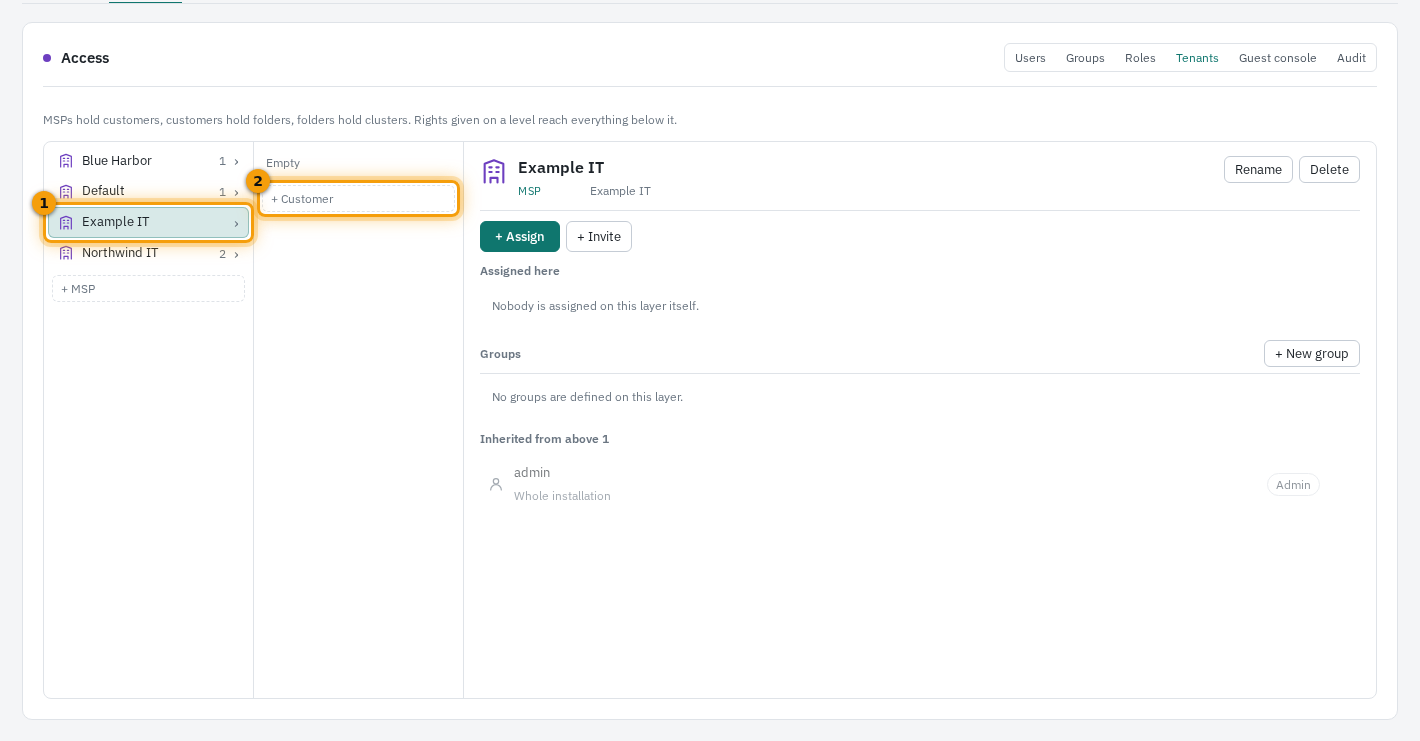 Access
Users Groups Roles Tenants Guest console Audit
MSPs hold customers, customers hold folders, folders hold clusters. Rights given on a level reach everything below it.
Blue Harbor 1 ›
Default 1 ›
1
Example IT ›
Northwind IT 2 ›
+ MSP
Empty
2
+ Customer
Example IT
MSP Example IT
Rename Delete
+ Assign + Invite
Assigned here
Nobody is assigned on this layer itself.
Groups
+ New group
No groups are defined on this layer.
Inherited from above 1
admin
Whole installation
Admin